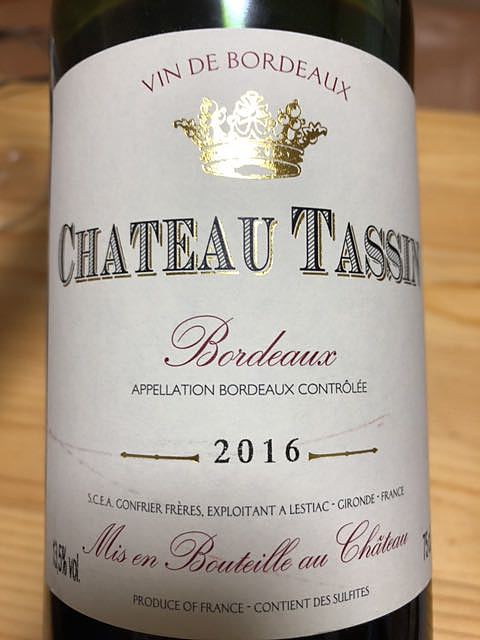 VIN DE BORDEAUX
CHATEAU TASSIN
Bordeaux
APPELLATION BORDEAUX CONTRÔLÉE
2016
S.C.E.A. GONFRIER FRÈRES, EXPLOITANT A LESTIAC - GIRONDE - FRANCE
13,5% vol.
Mis en Bouteille au Château
PRODUCE OF FRANCE - CONTIENT DES SULFITES